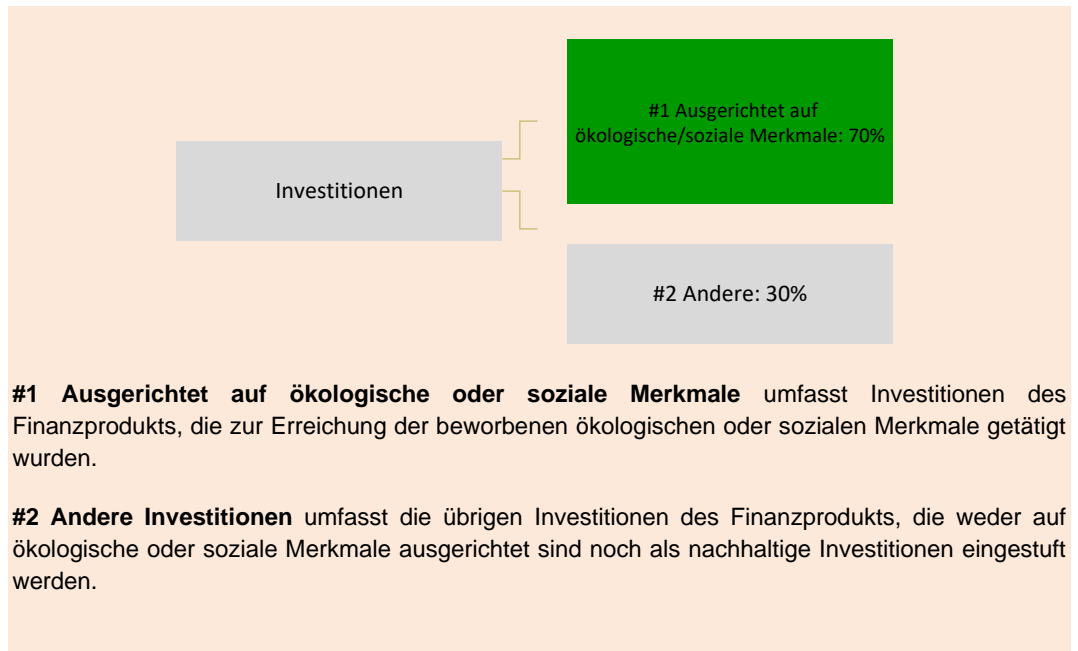 #1 Ausgerichtet auf
ökologische/soziale Merkmale: 70%
Investitionen
#2 Andere: 30%
#1 Ausgerichtet auf ökologische oder soziale Merkmale umfasst Investitionen des
Finanzprodukts, die zur Erreichung der beworbenen ökologischen oder sozialen Merkmale getätigt
wurden.
#2 Andere Investitionen umfasst die übrigen Investitionen des Finanzprodukts, die weder auf
ökologische oder soziale Merkmale ausgerichtet sind noch als nachhaltige Investitionen eingestuft
werden.